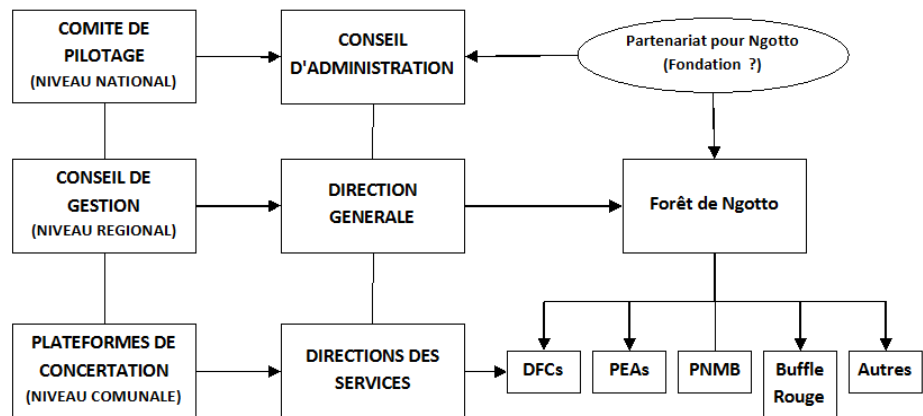 COMITE DE
PILOTAGE
(NIVEAU NATIONAL)
CONSEIL
D'ADMINISTRATION
Partenariat pour Ngotto
(Fondation ?)
CONSEIL DE
GESTION
(NIVEAU REGIONAL)
DIRECTION
GENERALE
Forêt de Ngotto
PLATEFORMES DE
CONCERTATION
(NIVEAU COMUNALE)
DIRECTIONS DES
SERVICES
DFCs
PEAs
PNMB
Buffle
Rouge
Autres